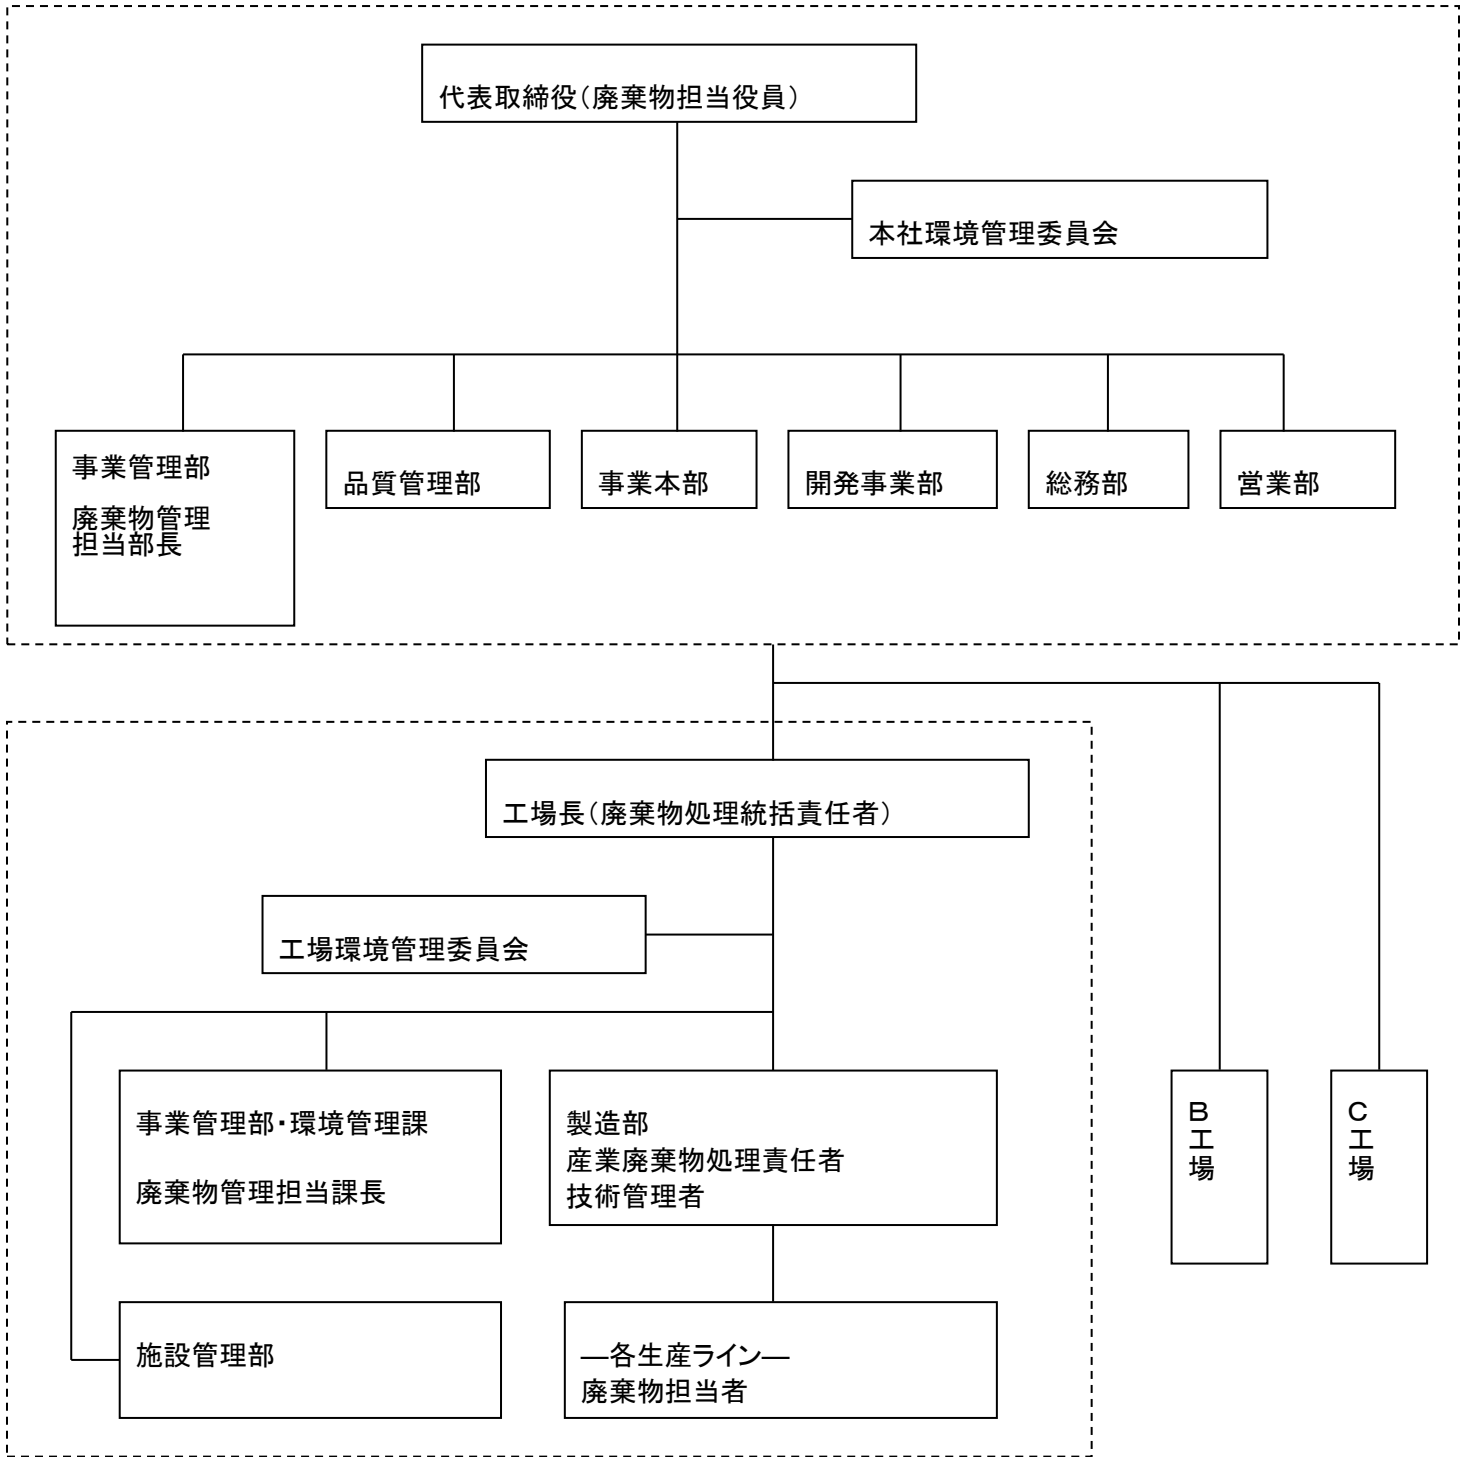 代表取締役（廃棄物担当役員）
本社環境管理委員会
事業管理部
廃棄物管理
担当部長
品質管理部
事業本部
開発事業部
総務部
営業部
工場長（廃棄物処理統括責任者）
工場環境管理委員会
事業管理部・環境管理課
廃棄物管理担当課長
製造部
産業廃棄物処理責任者
技術管理者
Ｂ工場
Ｃ工場
施設管理部
―各生産ライン―
廃棄物担当者